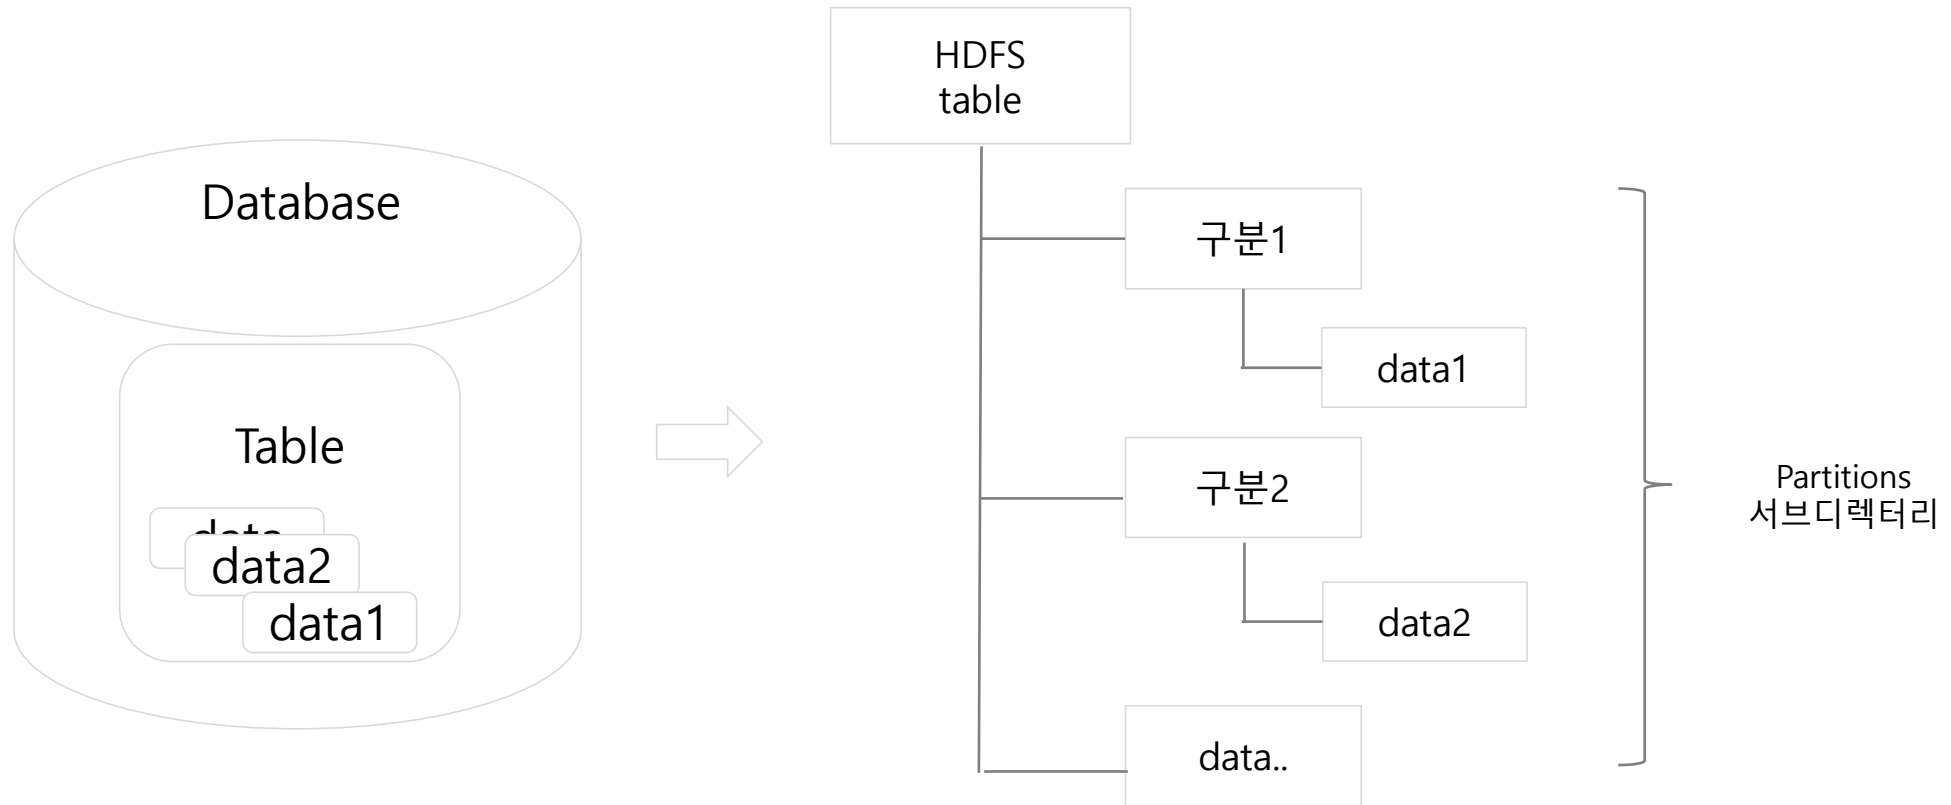 Database
Table
data
data2
data1
HDFS
table
구분1
data1
구분2
data2
data..
Partitions
서브디렉터리